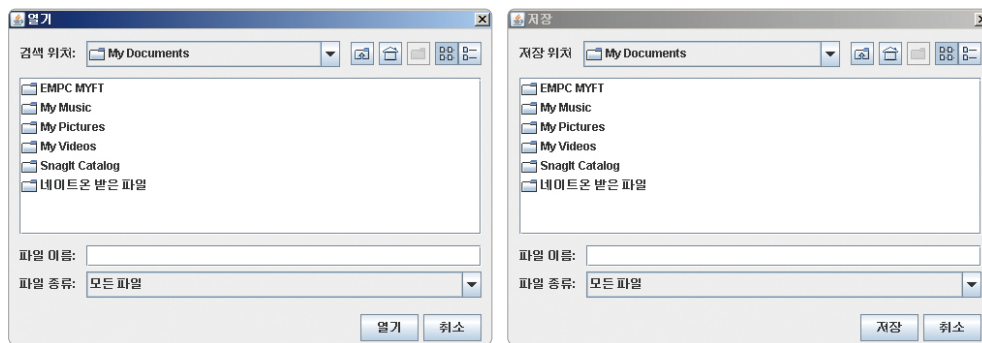 열기
검색 위치: My Documents
EMPC MYFT
My Music
My Pictures
My Videos
SnagIt Catalog
네이트온 받은 파일
파일 이름:
파일 종류: 모든 파일
열기 취소
저장
저장 위치 My Documents
EMPC MYFT
My Music
My Pictures
My Videos
SnagIt Catalog
네이트온 받은 파일
파일 이름:
파일 종류: 모든 파일
저장 취소